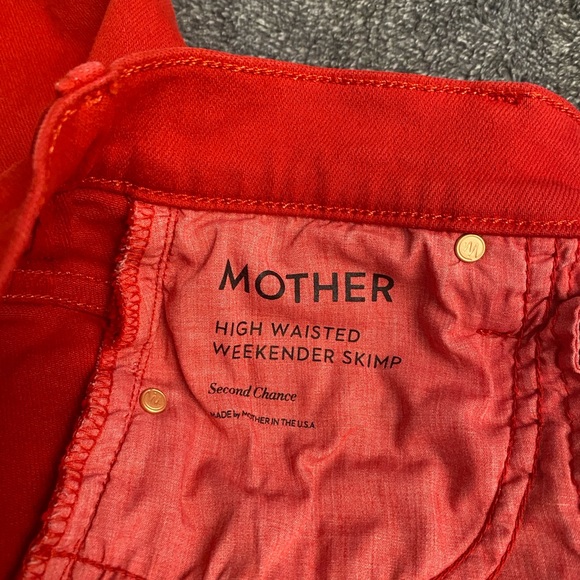 MOTHER
HIGH WAISTED
WEEKENDER SKIMP
Second Chance
MADE by MOTHER IN THE U.S.A